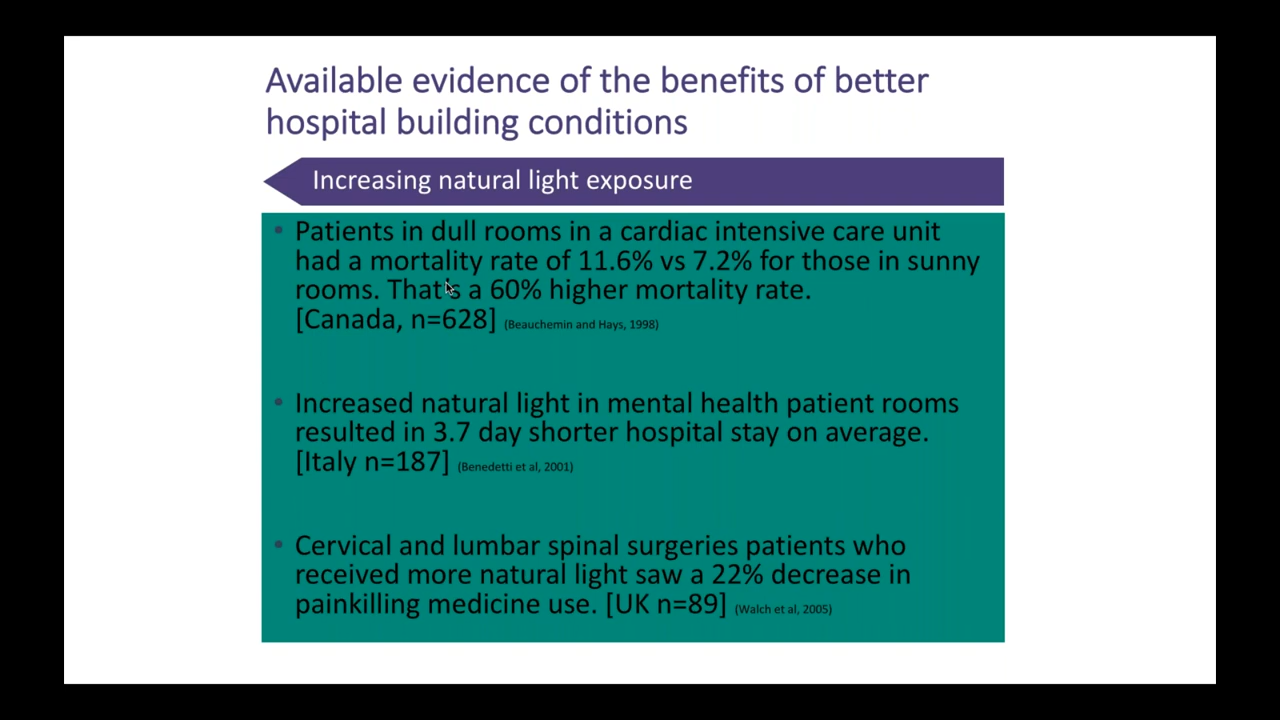 Available evidence of the benefits of better
hospital building conditions
Increasing natural light exposure
• Patients in dull rooms in a cardiac intensive care unit
had a mortality rate of 11.6% vs 7.2% for those in sunny
rooms. That's a 60% higher mortality rate.
[Canada, n=628] (Beauchemin and Hays, 1998)
• Increased natural light in mental health patient rooms
resulted in 3.7 day shorter hospital stay on average.
[Italy n=187] (Benedetti et al, 2001)
• Cervical and lumbar spinal surgeries patients who
received more natural light saw a 22% decrease in
painkilling medicine use. [UK n=89] (Walch et al, 2005)